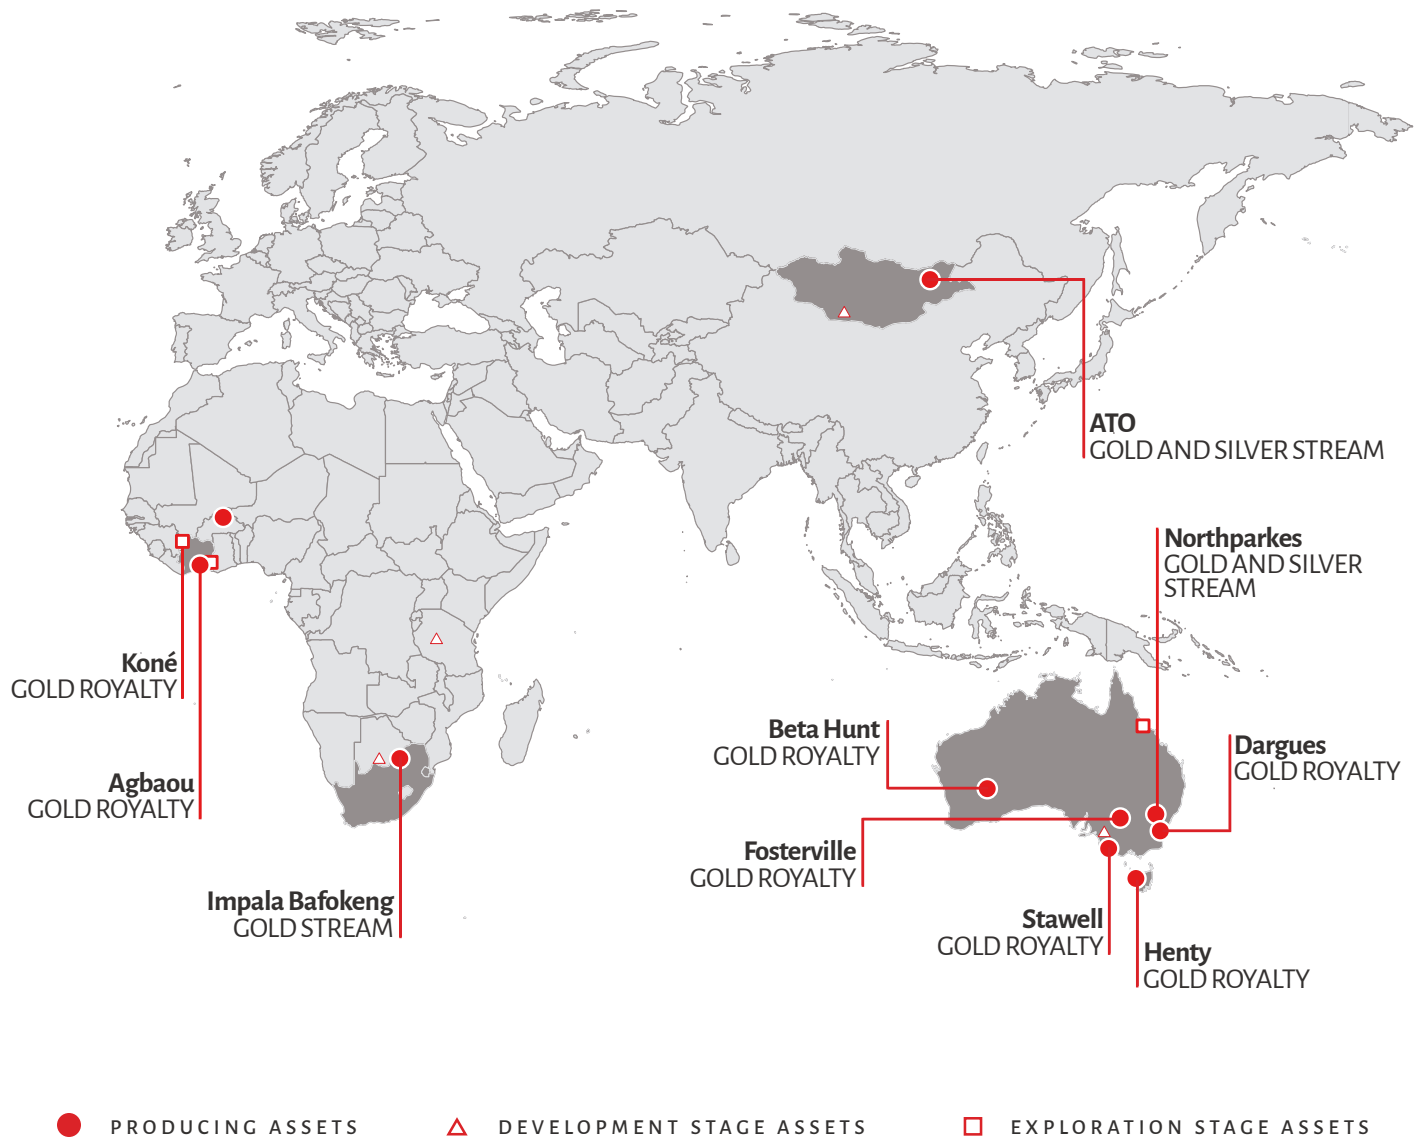 ATO
GOLD AND SILVER STREAM
Northparkes
GOLD AND SILVER
STREAM
Koné
GOLD ROYALTY
Agbaou
GOLD ROYALTY
Impala Bafokeng
GOLD STREAM
Beta Hunt
GOLD ROYALTY
Dargues
GOLD ROYALTY
Fosterville
GOLD ROYALTY
Stawell
GOLD ROYALTY
Henty
GOLD ROYALTY
PRODUCING ASSETS
DEVELOPMENT STAGE ASSETS
EXPLORATION STAGE ASSETS